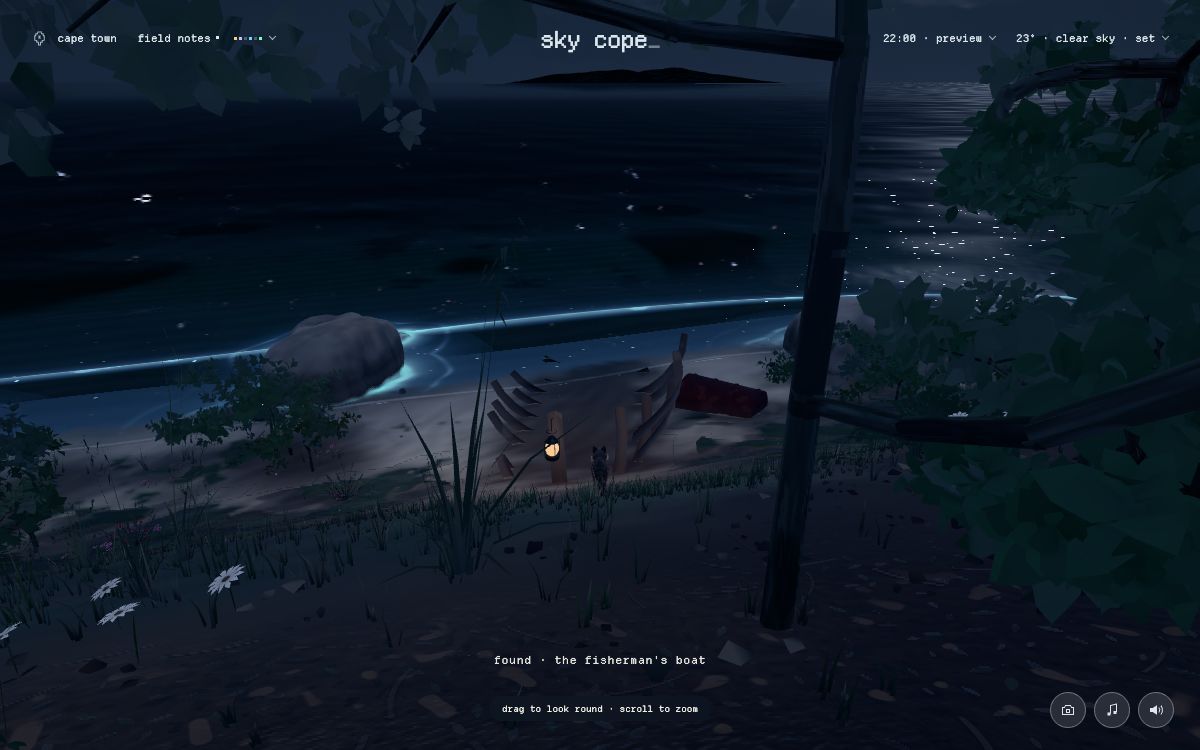 cape town
field notes
sky cope_
22:00 · preview
23° · clear sky · set
found · the fisherman's boat
drag to look round · scroll to zoom